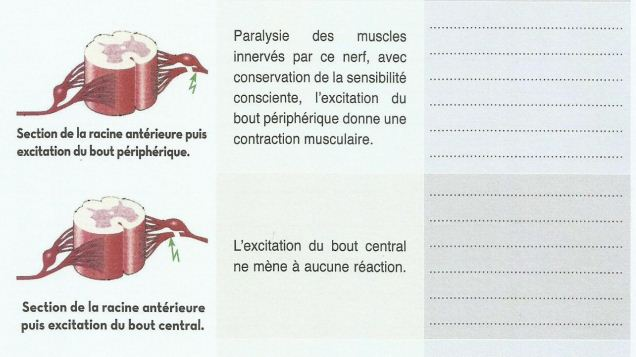 Section de la racine antérieure puis
excitation du bout périphérique.
Paralysie des muscles
innervés par ce nerf, avec
conservation de la sensibilité
consciente, l'excitation du
bout périphérique donne une
contraction musculaire.
Section de la racine antérieure
puis excitation du bout central.
L'excitation du bout central
ne mène à aucune réaction.